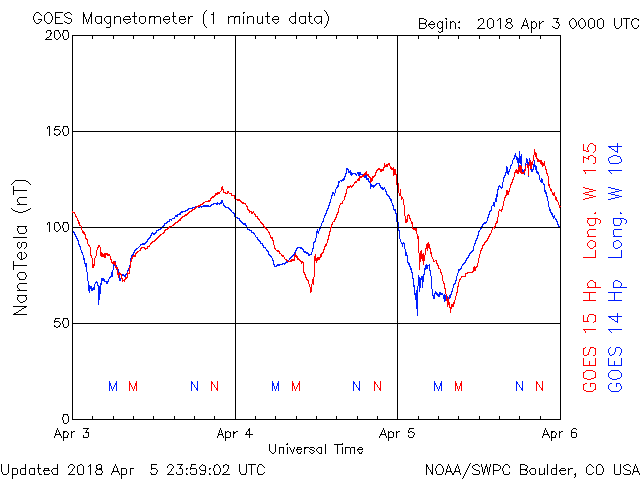 GOES Magnetometer (1 minute data)
Begin: 2018 Apr 3 0000 UTC
200
150
100
50
0
NanoTesla (nT)
M M N N M M N N M M N N
Apr 3 Apr 4 Apr 5 Apr 6
Universal Time
GOES 15 Hp Long. W 135
GOES 14 Hp Long. W 104
Updated 2018 Apr 5 23:59:02 UTC
NOAA/SWPC Boulder, CO USA